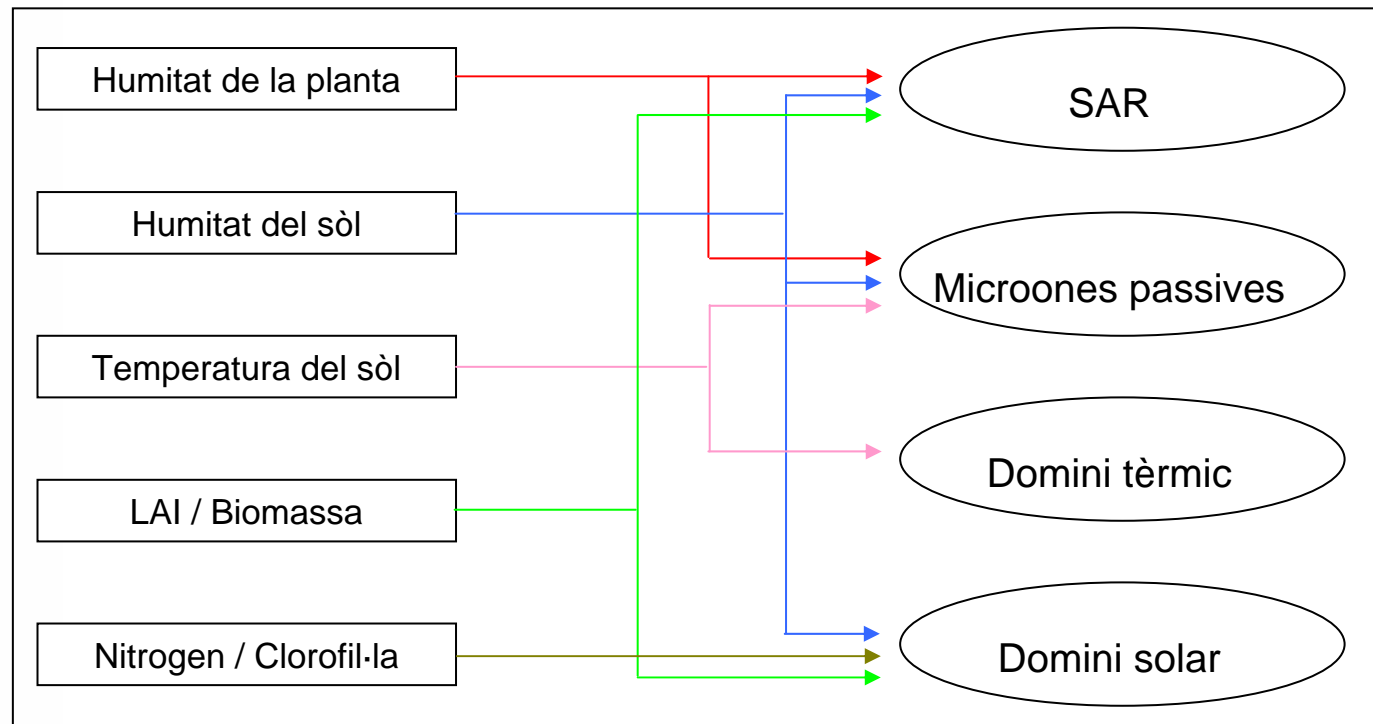 Humitat de la planta
SAR
Humitat del sòl
Microones passives
Temperatura del sòl
Domini tèrmic
LAI / Biomassa
Nitrogen / Clorofil·la
Domini solar